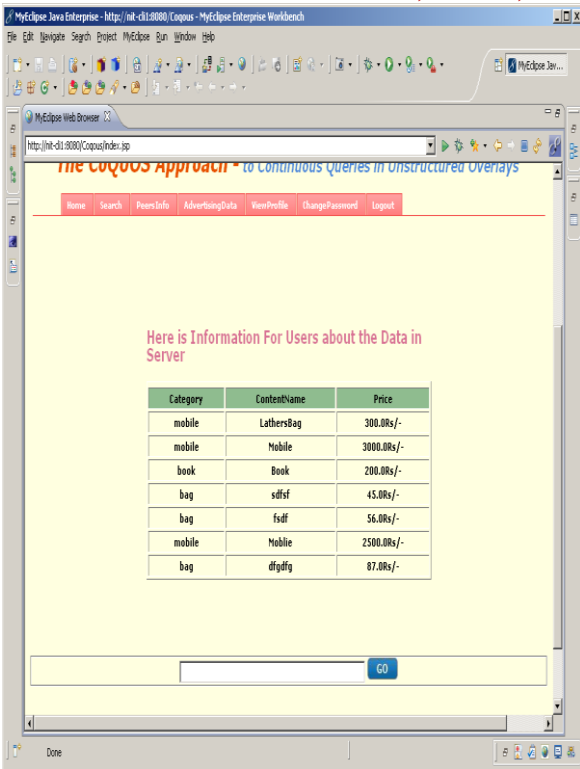 MyEclipse Java Enterprise - http://nit-cli1:8080/Coqous - MyEclipse Enterprise Workbench
File Edit Navigate Search Project MyEclipse Run Window Help
MyEclipse Jav...
MyEclipse Web Browser
http://nit-cli1:8080/Coqous/index.jsp
The CoQUOS Approach - to Continuous Queries in Unstructured Overlays
Home Search PeersInfo AdvertisingData ViewProfile ChangePassword Logout
Here is Information For Users about the Data in
Server
Category ContentName Price
mobile LathersBag 300.0Rs/-
mobile Mobile 3000.0Rs/-
book Book 200.0Rs/-
bag sdfsf 45.0Rs/-
bag fsdf 56.0Rs/-
mobile Moblie 2500.0Rs/-
bag dfgdfg 87.0Rs/-
GO
Done